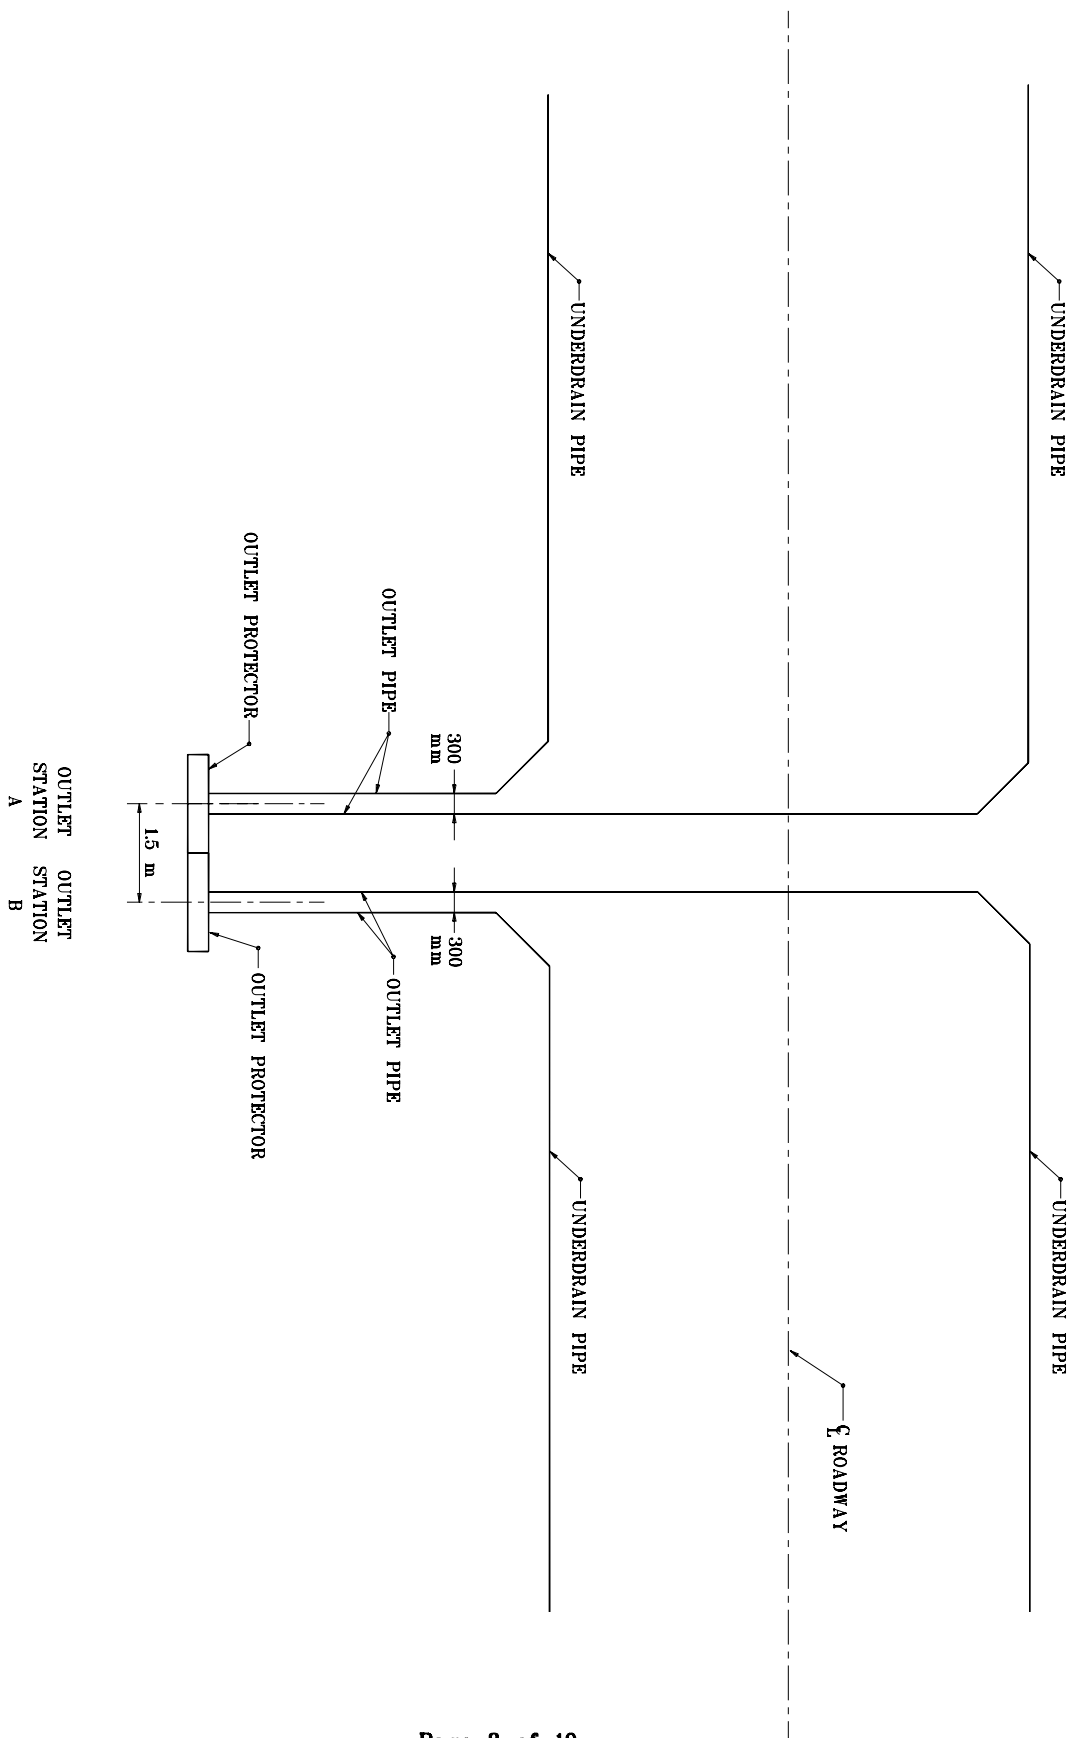 UNDERDRAIN PIPE
UNDERDRAIN PIPE
℄ ROADWAY
UNDERDRAIN PIPE
UNDERDRAIN PIPE
300
mm
300
mm
OUTLET PIPE
OUTLET PIPE
OUTLET PROTECTOR
OUTLET PROTECTOR
1.5 m
OUTLET
STATION
A
OUTLET
STATION
B